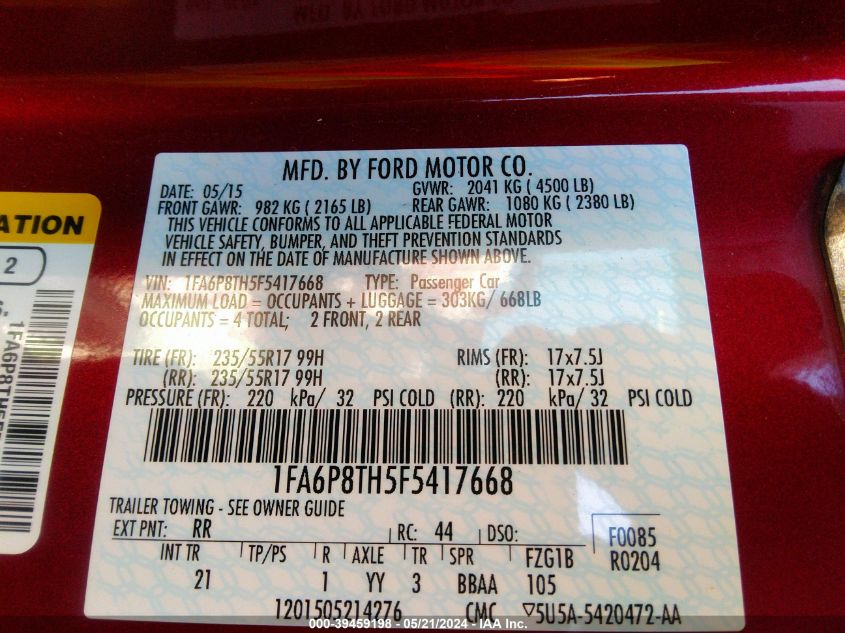 MFD. BY FORD MOTOR CO.
DATE: 05/15 GVWR: 2041 KG ( 4500 LB)
FRONT GAWR: 982 KG ( 2165 LB) REAR GAWR: 1080 KG ( 2380 LB)
THIS VEHICLE CONFORMS TO ALL APPLICABLE FEDERAL MOTOR
VEHICLE SAFETY, BUMPER, AND THEFT PREVENTION STANDARDS
IN EFFECT ON THE DATE OF MANUFACTURE SHOWN ABOVE.
VIN: 1FA6P8TH5F5417668 TYPE: Passenger Car
MAXIMUM LOAD = OCCUPANTS + LUGGAGE = 303KG/ 668LB
OCCUPANTS = 4 TOTAL; 2 FRONT, 2 REAR
TIRE (FR): 235/55R17 99H RIMS (FR): 17x7.5J
(RR): 235/55R17 99H (RR): 17x7.5J
PRESSURE (FR): 220 kPa/ 32 PSI COLD (RR): 220 kPa/ 32 PSI COLD
1FA6P8TH5F5417668
TRAILER TOWING - SEE OWNER GUIDE
EXT PNT: RR RC: 44 DSO: F0085
INT TR TP/PS R AXLE TR SPR FZG1B R0204
21 1 YY 3 BBAA 105
1201505214276 CMC ▽5U5A-5420472-AA
2
000-39459198 - 05/21/2024 - IAA Inc.